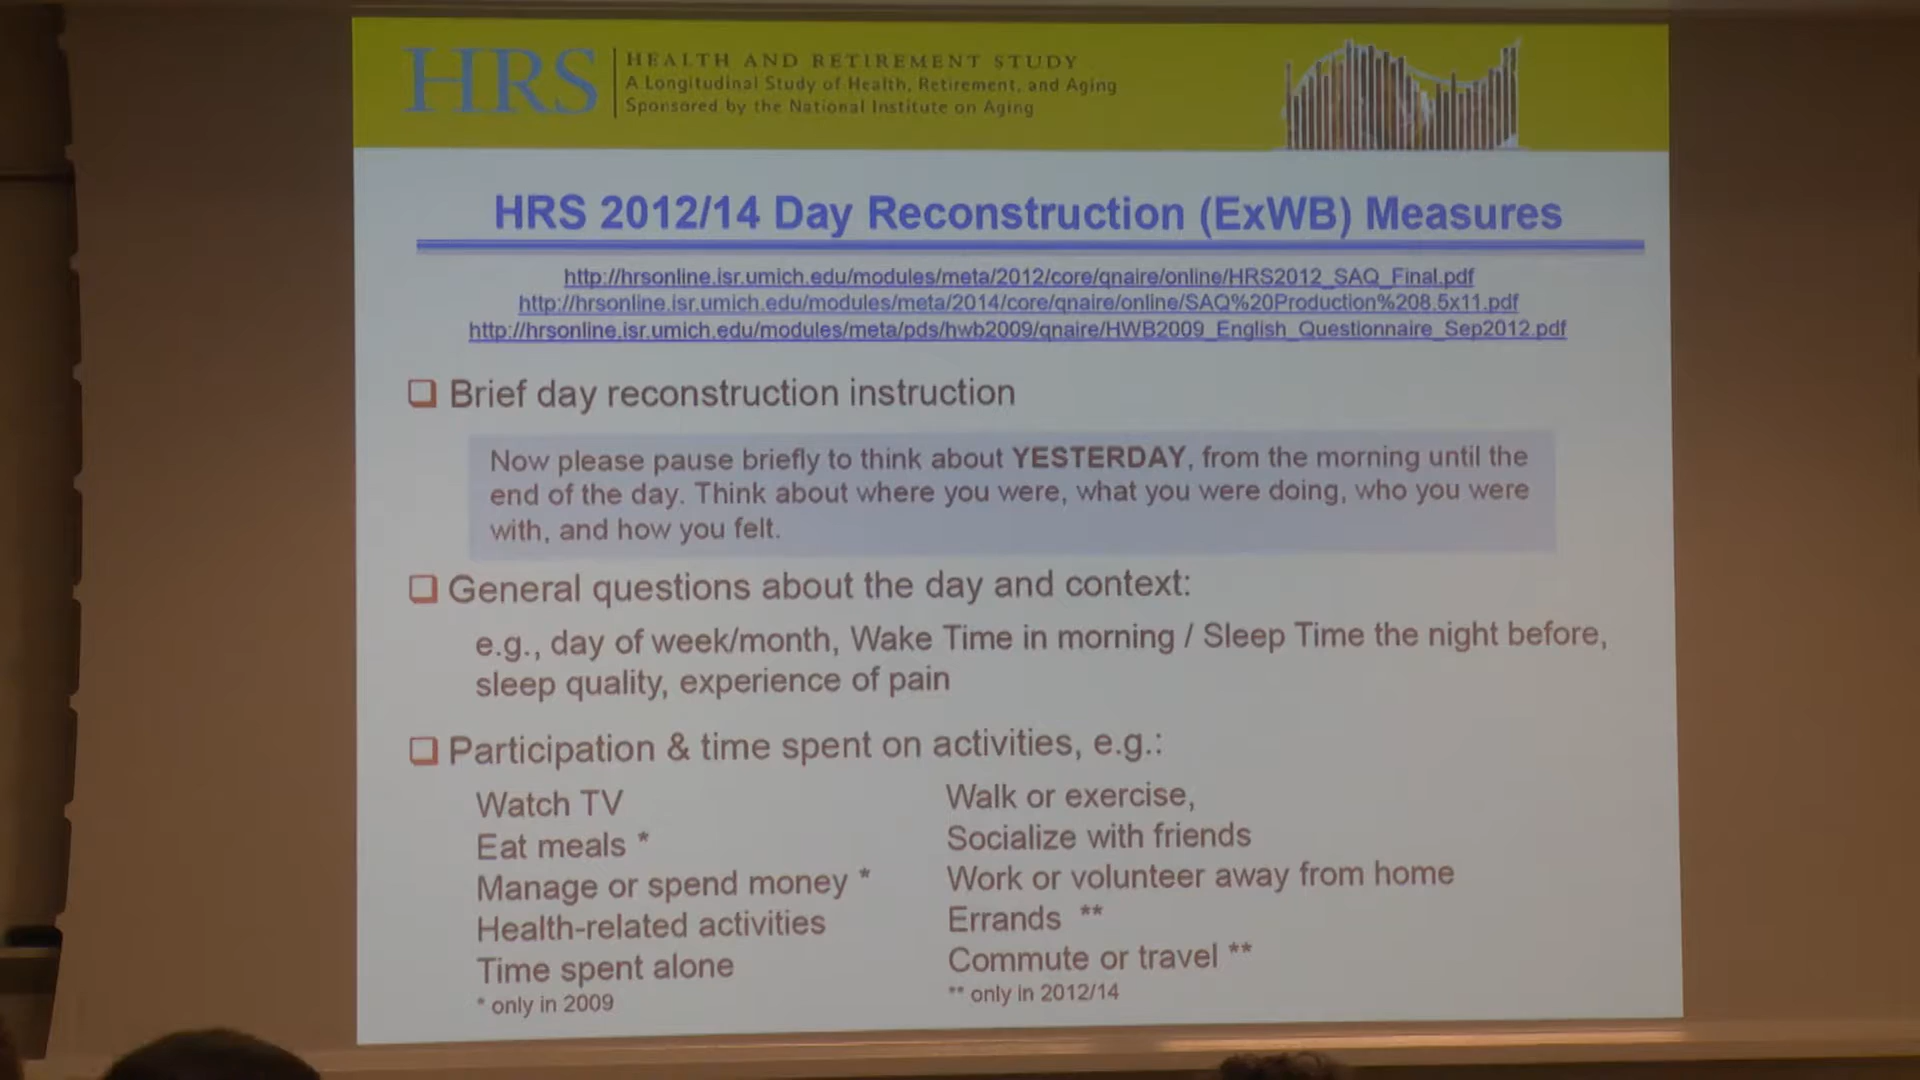 HRS
HEALTH AND RETIREMENT STUDY
A Longitudinal Study of Health, Retirement, and Aging
Sponsored by the National Institute on Aging
HRS 2012/14 Day Reconstruction (ExWB) Measures
http://hrsonline.isr.umich.edu/modules/meta/2012/core/qnaire/online/HRS2012_SAQ_Final.pdf
http://hrsonline.isr.umich.edu/modules/meta/2014/core/qnaire/online/SAQ%20Production%208.5x11.pdf
http://hrsonline.isr.umich.edu/modules/meta/pds/hwb2009/qnaire/HWB2009_English_Questionnaire_Sep2012.pdf
Brief day reconstruction instruction
Now please pause briefly to think about YESTERDAY, from the morning until the
end of the day. Think about where you were, what you were doing, who you were
with, and how you felt.
General questions about the day and context:
e.g., day of week/month, Wake Time in morning / Sleep Time the night before,
sleep quality, experience of pain
Participation & time spent on activities, e.g.:
Watch TV
Eat meals *
Manage or spend money *
Health-related activities
Time spent alone
* only in 2009
Walk or exercise,
Socialize with friends
Work or volunteer away from home
Errands **
Commute or travel **
** only in 2012/14